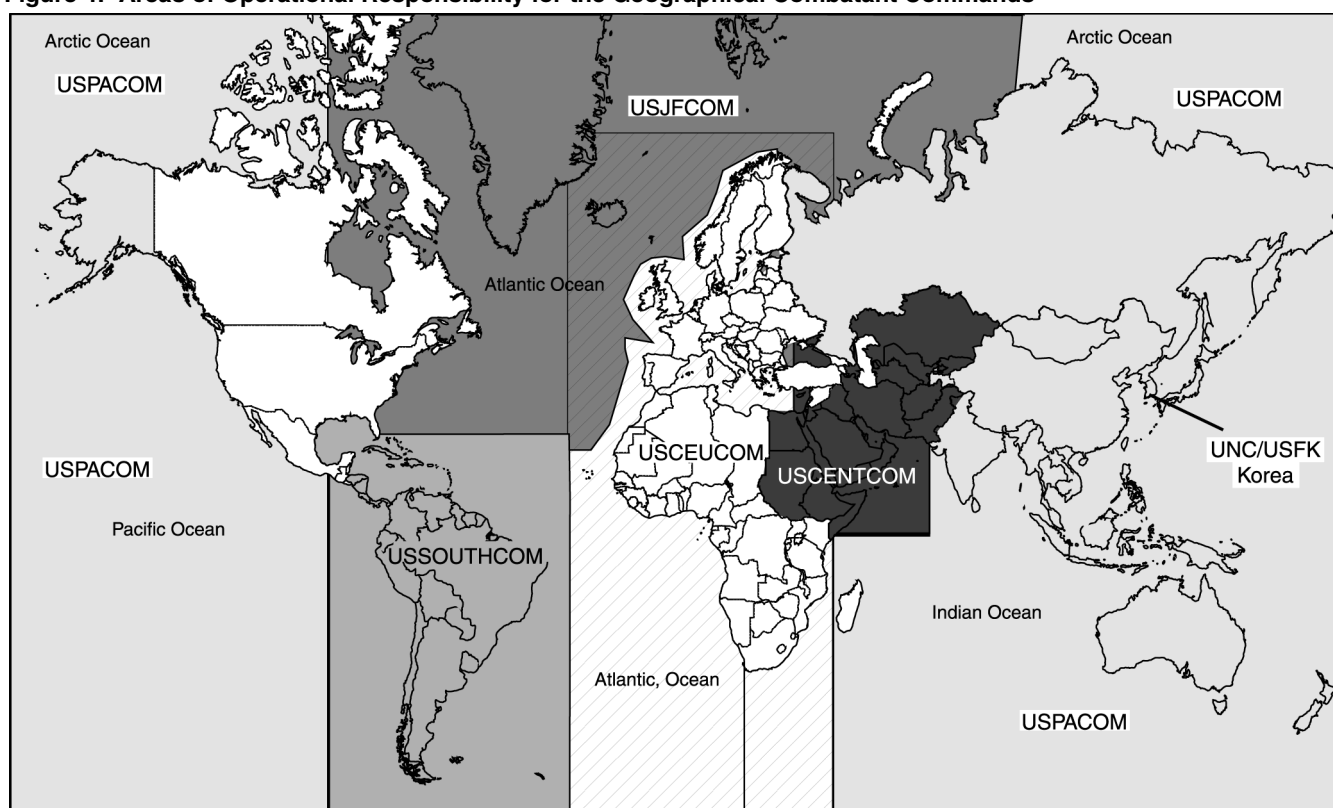 Figure 4: Areas of Operational Responsibility for the Geographical Combatant Commands
Arctic Ocean
Arctic Ocean
USPACOM
USJFCOM
USPACOM
Atlantic Ocean
UNC/USFK
Korea
USPACOM
USCEUCOM
USCENTCOM
Pacific Ocean
USSOUTHCOM
Indian Ocean
Atlantic, Ocean
USPACOM